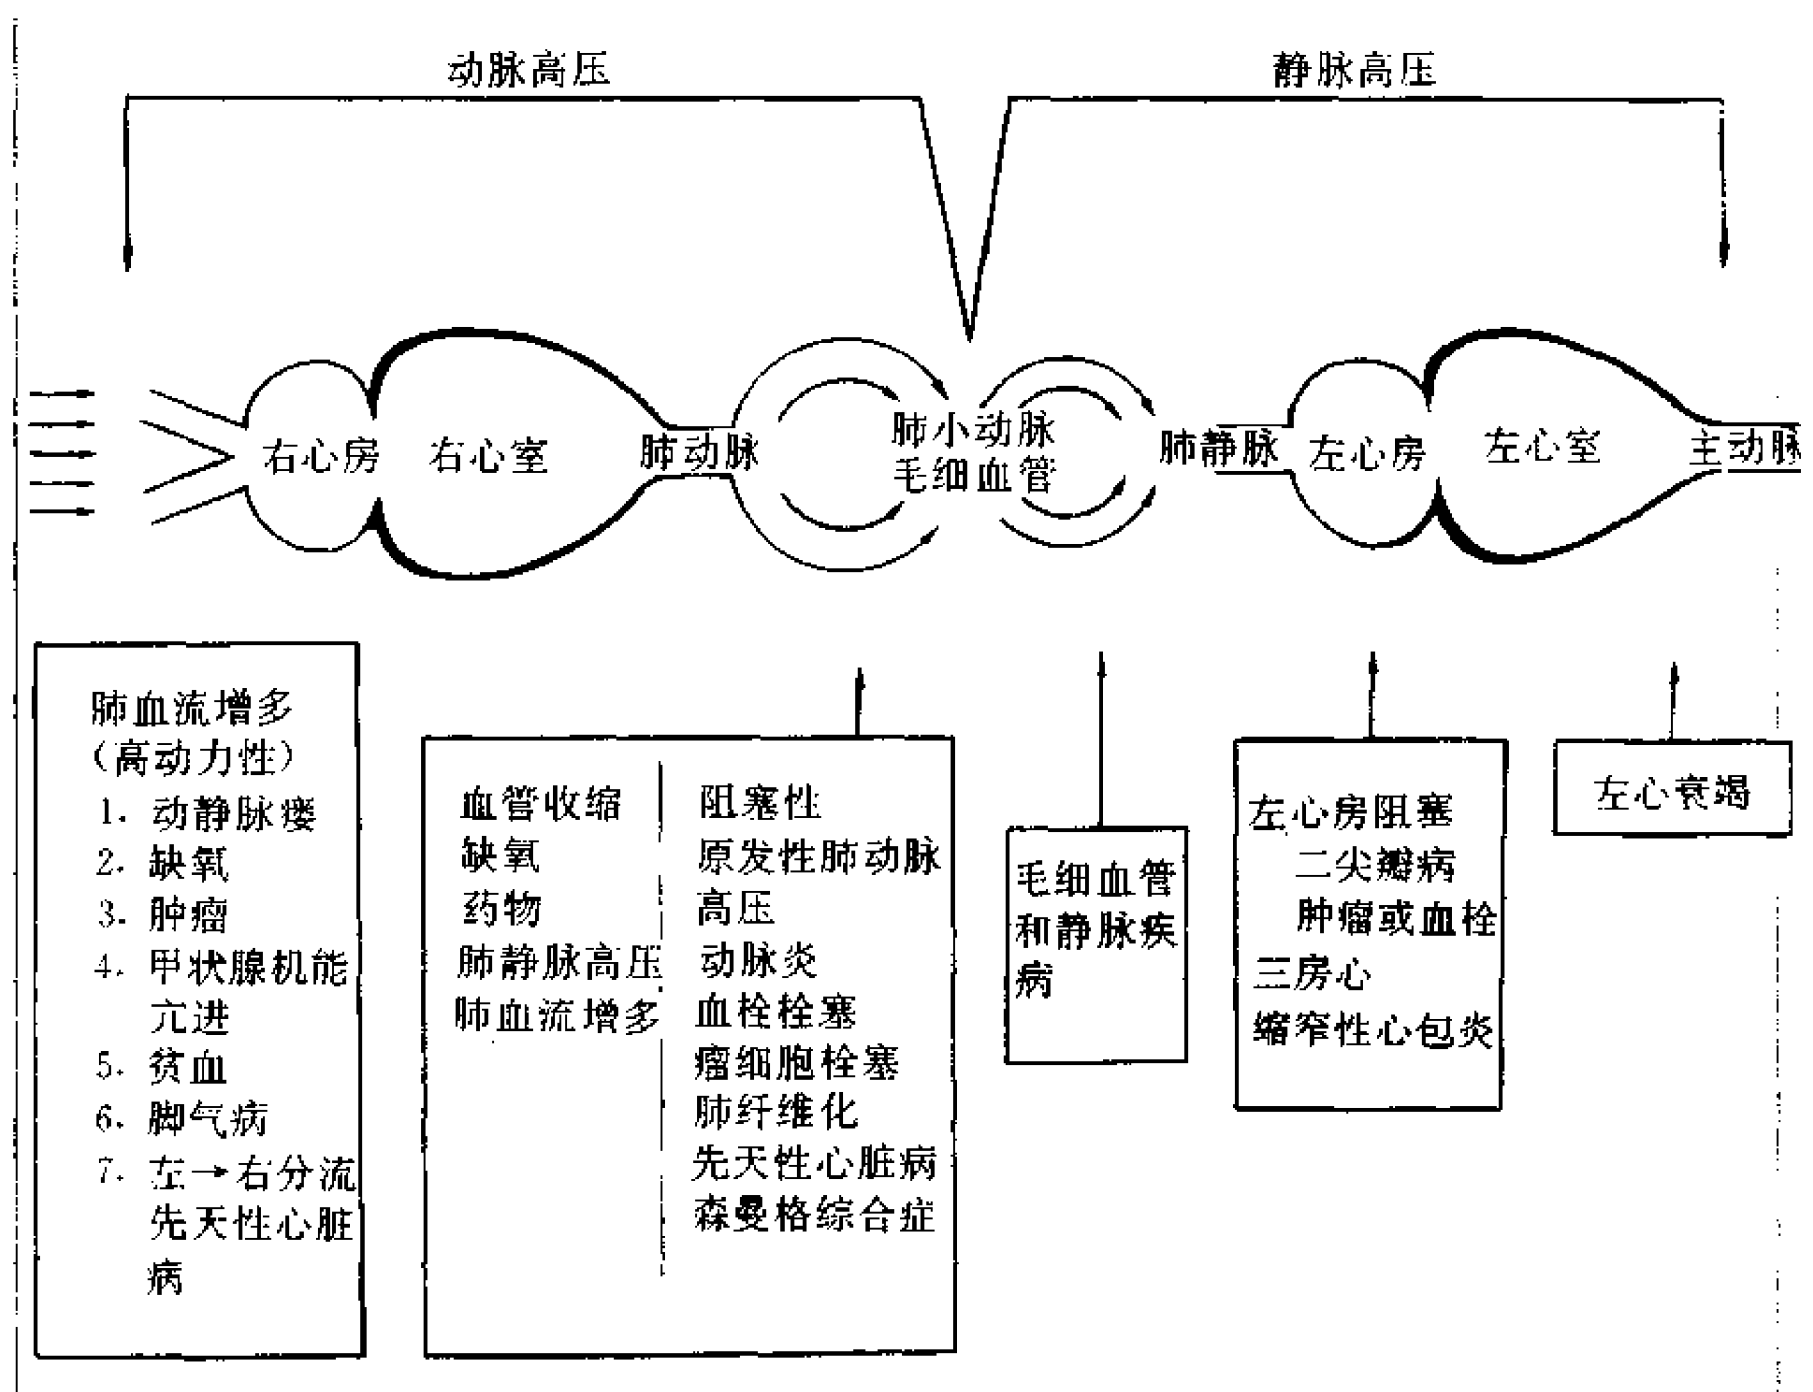 动脉高压
静脉高压
右心房
右心室
肺动脉
肺小动脉
毛细血管
肺静脉
左心房
左心室
主动脉
肺血流增多
(高动力性)
1. 动静脉瘘
2. 缺氧
3. 肿瘤
4. 甲状腺机能
亢进
5. 贫血
6. 脚气病
7. 左→右分流
先天性心脏
病
血管收缩
缺氧
药物
肺静脉高压
肺血流增多
阻塞性
原发性肺动脉
高压
动脉炎
血栓栓塞
瘤细胞栓塞
肺纤维化
先天性心脏病
森曼格综合症
毛细血管
和静脉疾
病
左心房阻塞
二尖瓣病
肿瘤或血栓
三房心
缩窄性心包炎
左心衰竭